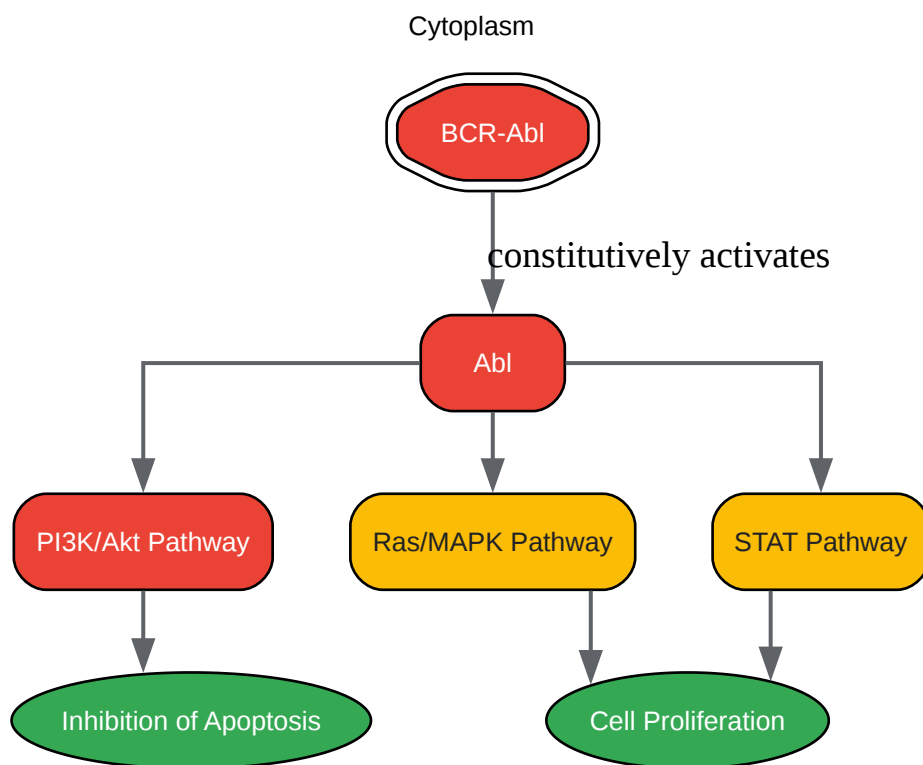 Cytoplasm
BCR-Abl
constitutively activates
Abl
PI3K/Akt Pathway
Ras/MAPK Pathway
STAT Pathway
Inhibition of Apoptosis
Cell Proliferation